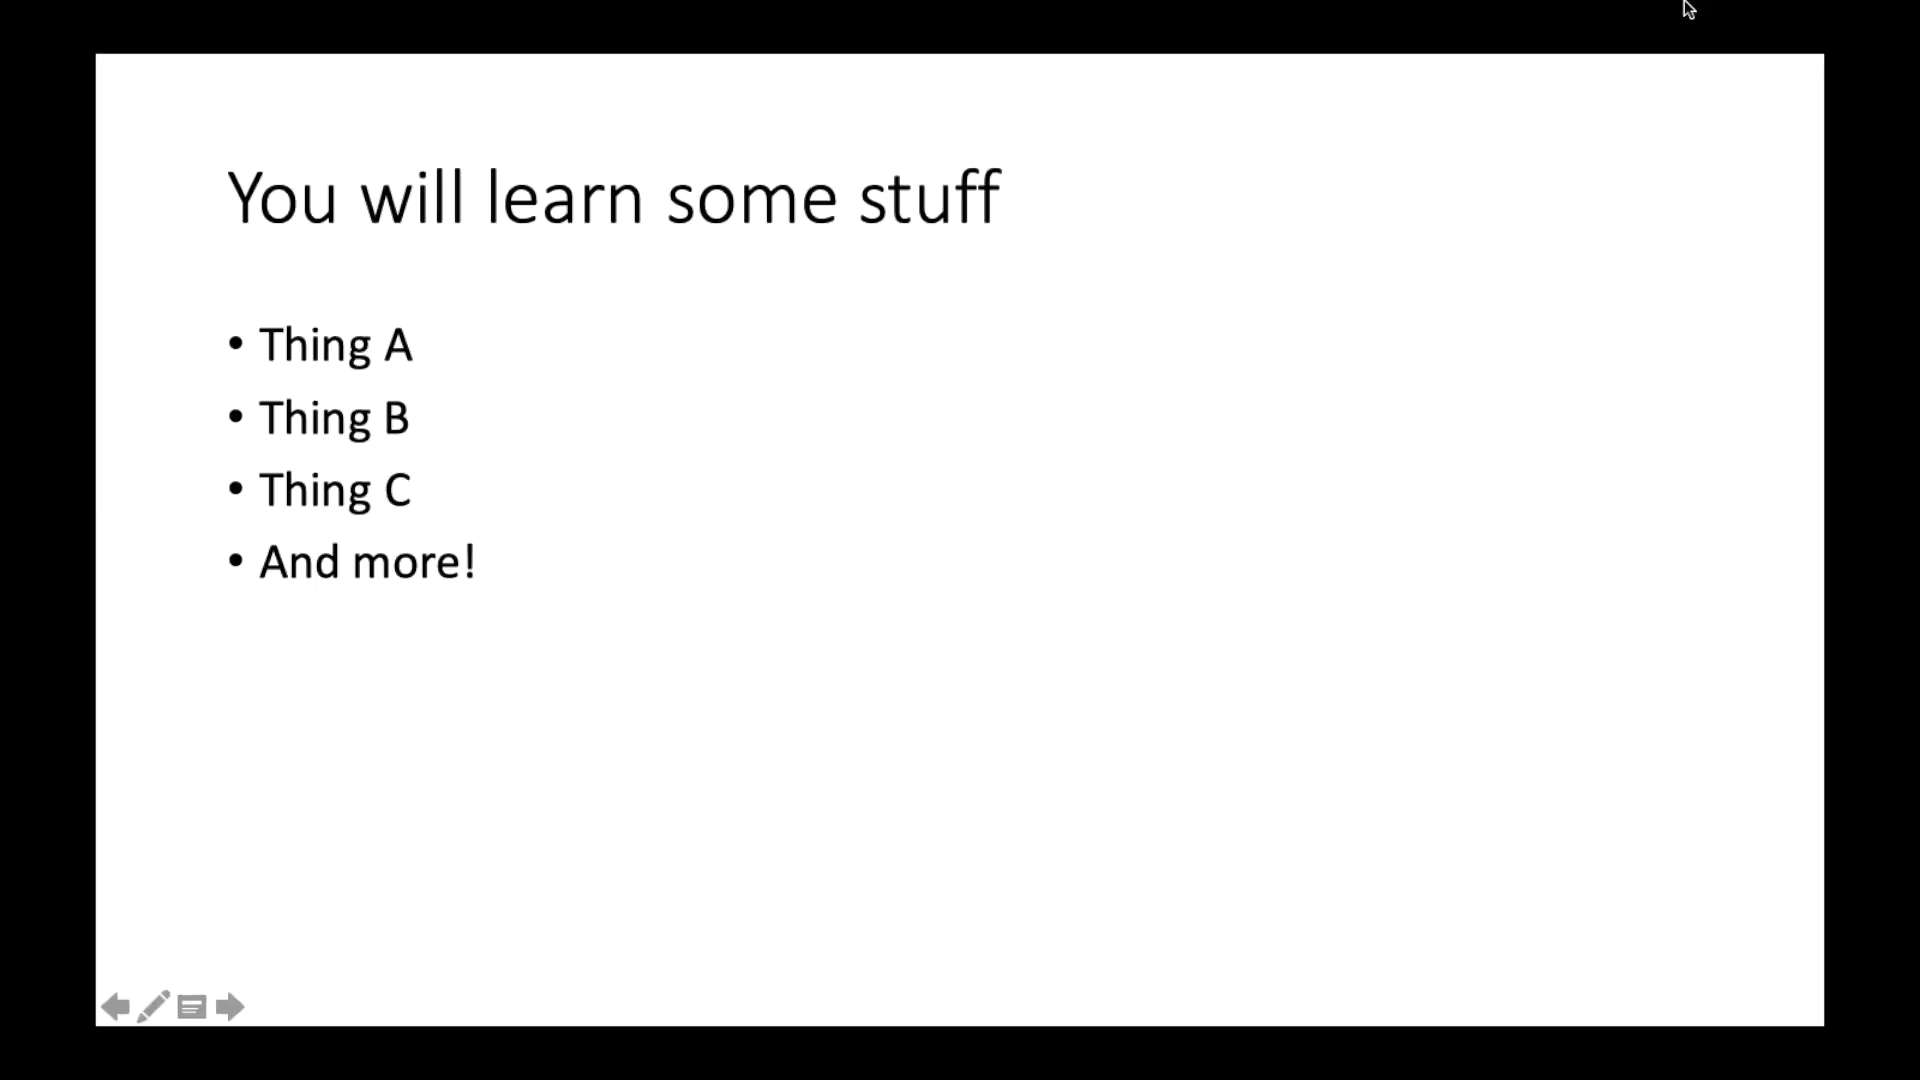 You will learn some stuff
• Thing A
• Thing B
• Thing C
• And more!